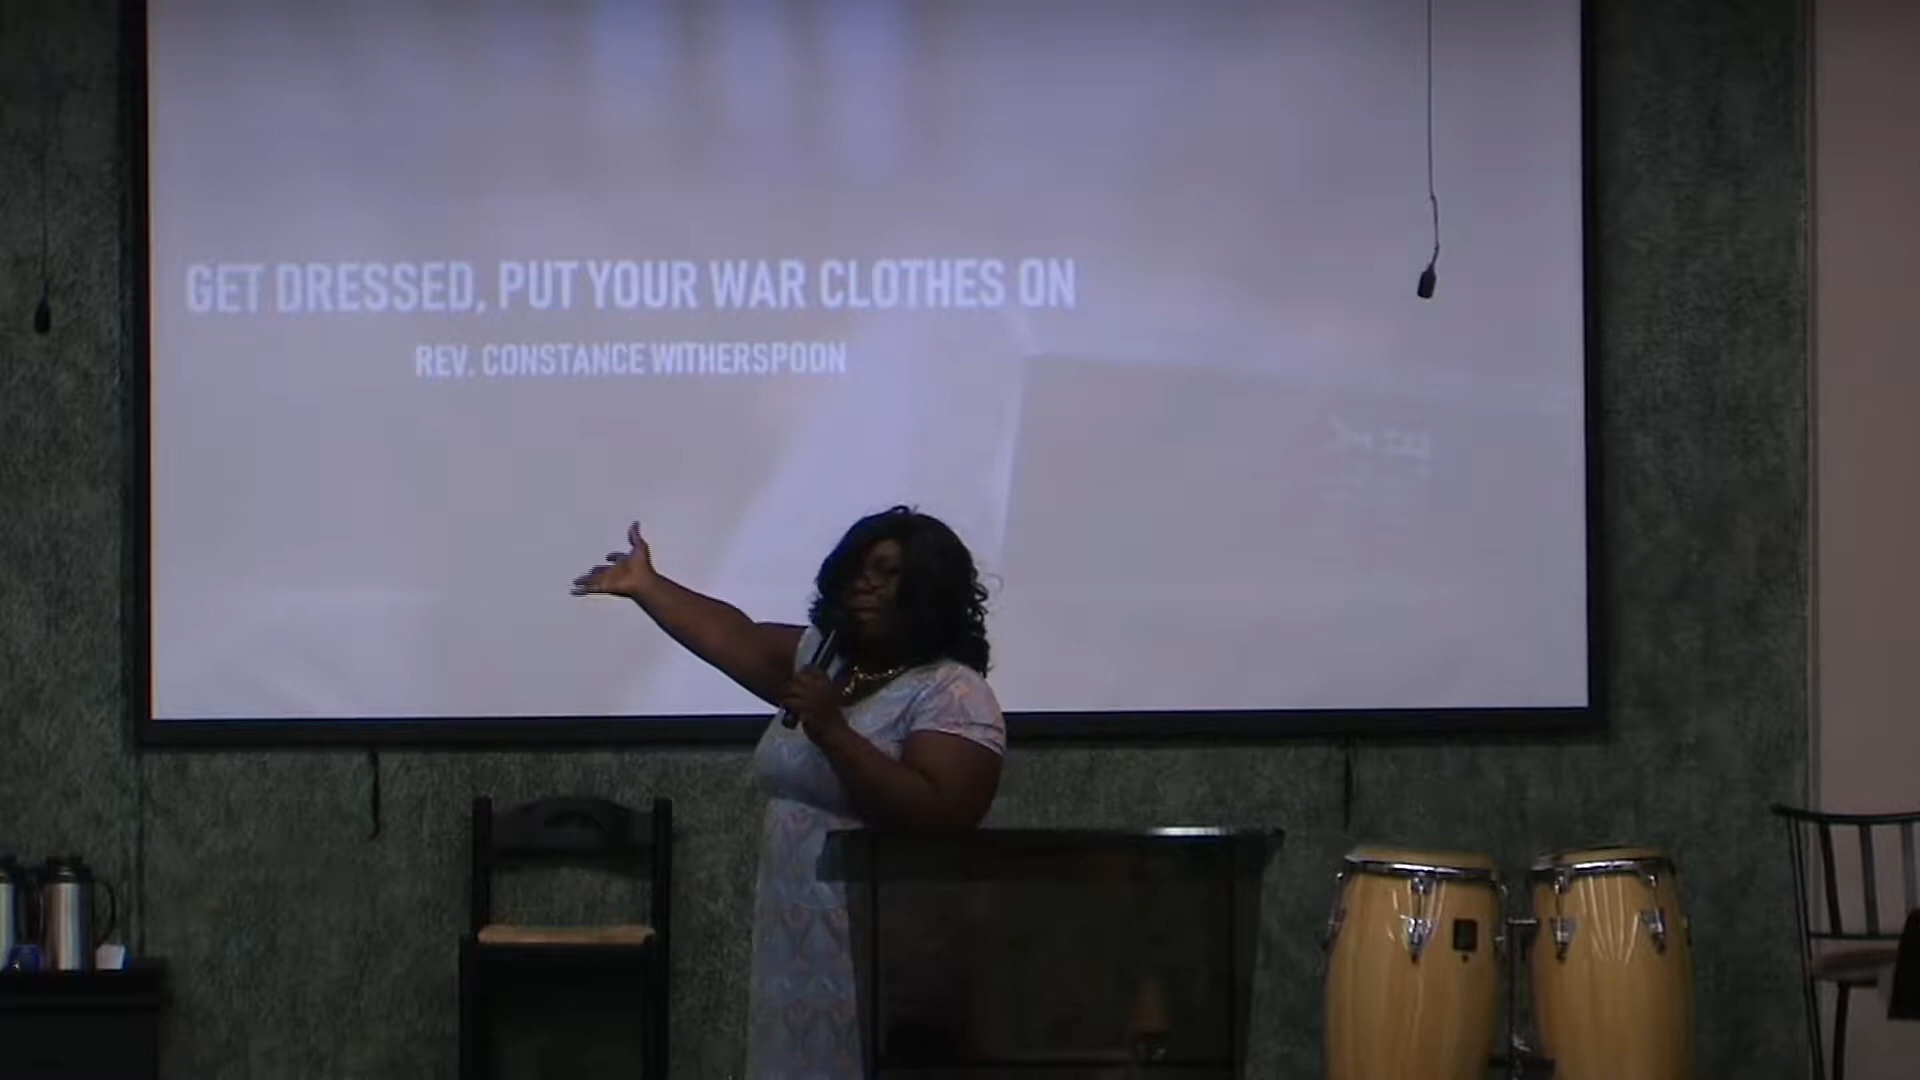 GET DRESSED, PUT YOUR WAR CLOTHES ON
REV. CONSTANCE WITHERSPOON